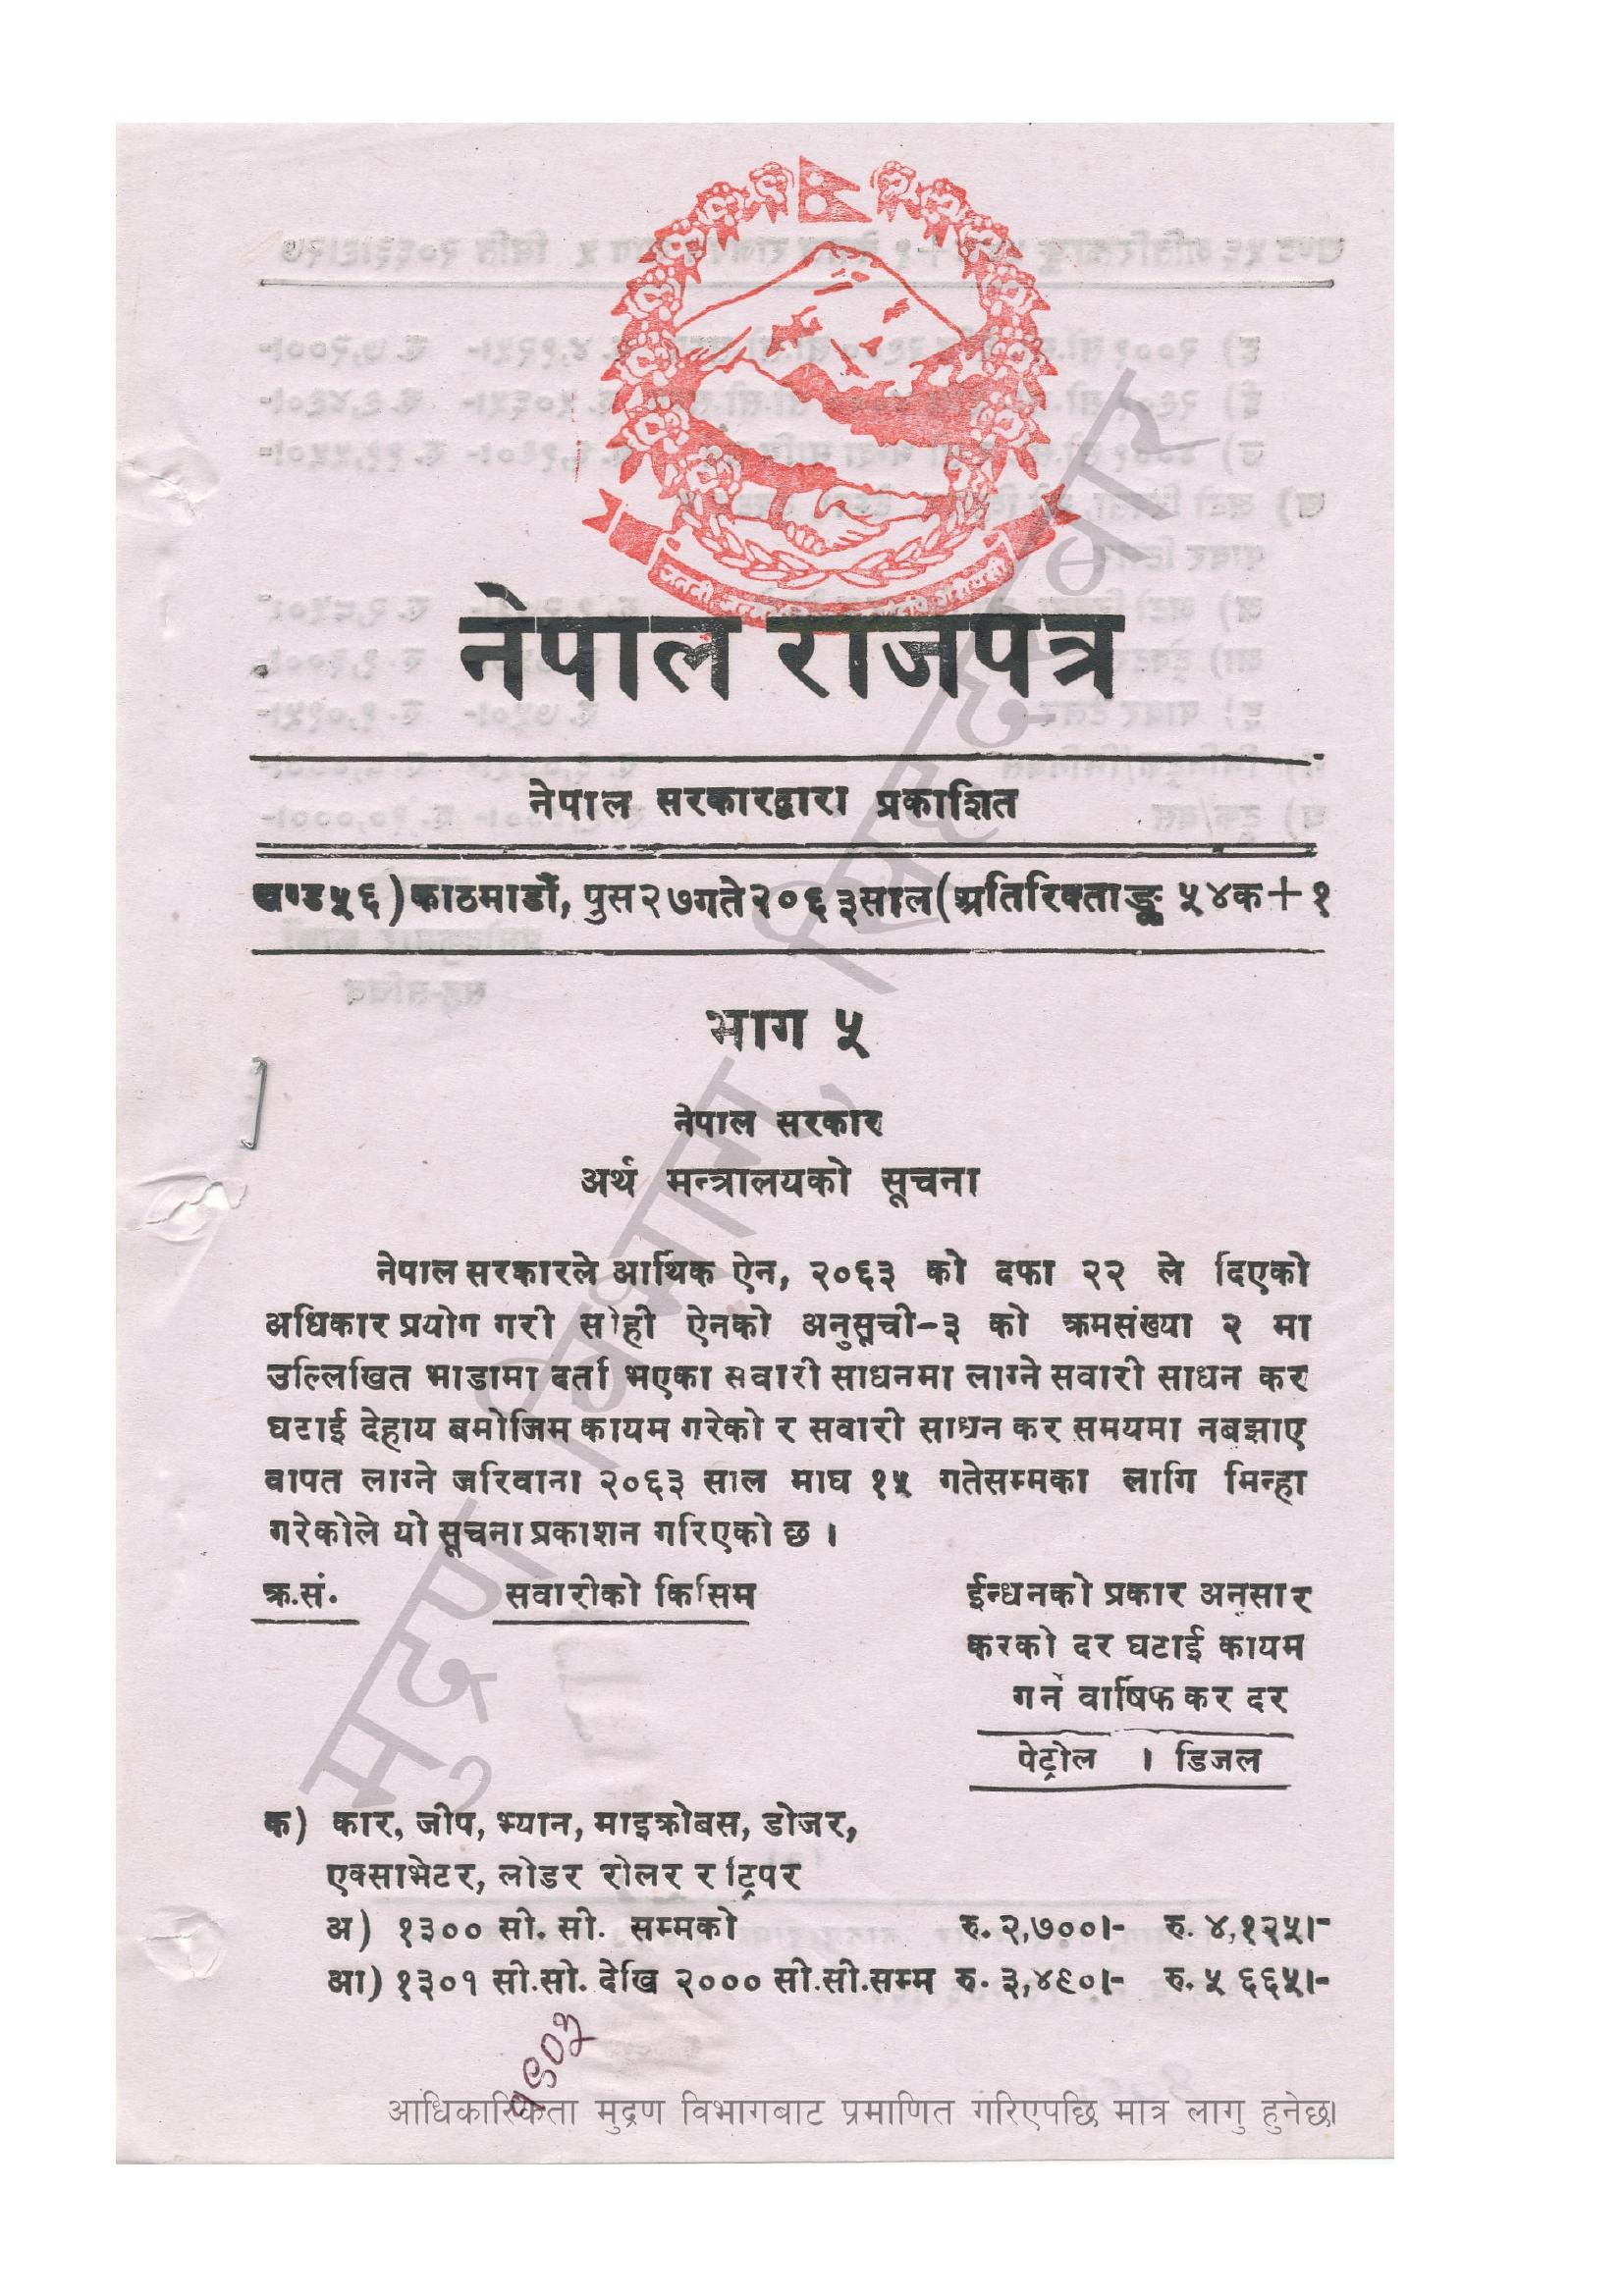 नेपाल राजपत्र
नेपाल सरकारद्वारा प्रकाशित
खण्ड ५६) काठमाडौं, पुस २७ गते २०६३ साल (अतिरिक्ताङ्क ५४क+१
भाग ५
नेपाल सरकार
अर्थ मन्त्रालयको सूचना
नेपाल सरकारले आर्थिक ऐन, २०६३ को दफा २२ ले दिएको
अधिकार प्रयोग गरी सोही ऐनको अनुसूची-३ को क्रमसंख्या २ मा
उल्लिखित भाडामा दर्ता भएका सवारी साधनमा लाग्ने सवारी साधन कर
घटाई देहाय बमोजिम कायम गरेको र सवारी साधन कर समयमा नबझाए
वापत लाग्ने जरिवाना २०६३ साल माघ १५ गतेसम्मका लागि मिन्हा
गरेकोले यो सूचना प्रकाशन गरिएको छ ।
क्र.सं. सवारीको किसिम ईन्धनको प्रकार अनुसार
करको दर घटाई कायम
गर्ने वार्षिक कर दर
पेट्रोल । डिजल
क) कार, जीप, भ्यान, माइक्रोबस, डोजर,
एक्साभेटर, लोडर रोलर र ट्रिपर
अ) १३०० सी. सी. सम्मको रु. २,७००।- रु. ४,१२५।-
आ) १३०१ सी.सी. देखि २००० सी.सी.सम्म रु. ३,४९०।- रु. ५ ६६५।-
मुद्रण विभाग, सिंहदरबार
आधिकारिकता मुद्रण विभागबाट प्रमाणित गरिएपछि मात्र लागु हुनेछ।